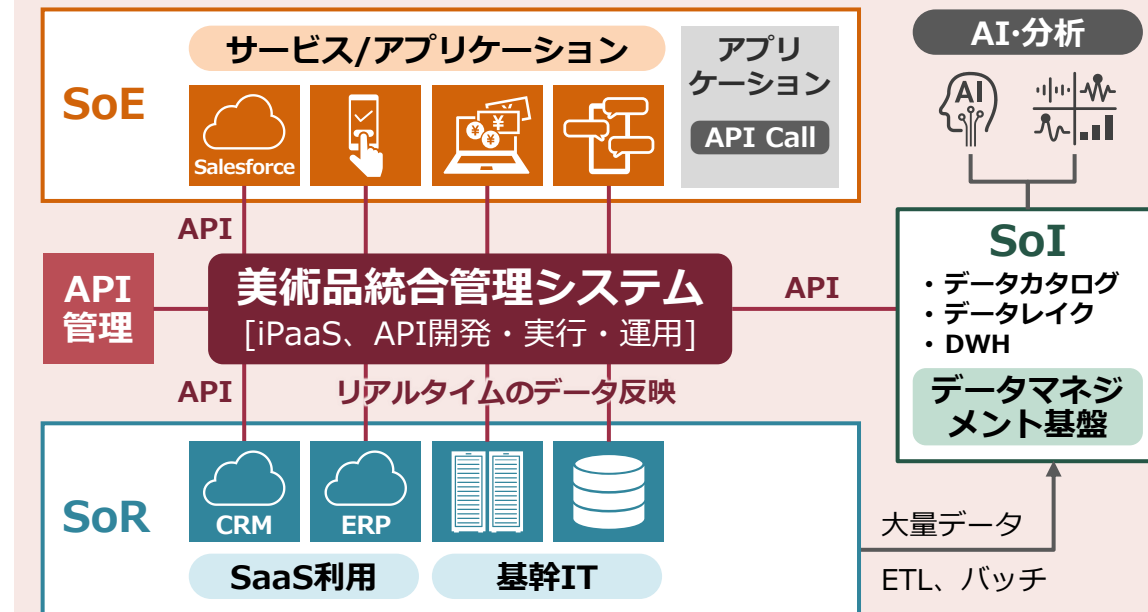 サービス/アプリケーション
アプリ
ケーション
API Call
SoE
Salesforce
AI・分析
AI
API
API
管理
美術品統合管理システム
[iPaaS、API開発・実行・運用]
API
SoI
・データカタログ
・データレイク
・DWH
データマネジ
メント基盤
API
リアルタイムのデータ反映
SoR
CRM
ERP
SaaS利用
基幹IT
大量データ
ETL、バッチ